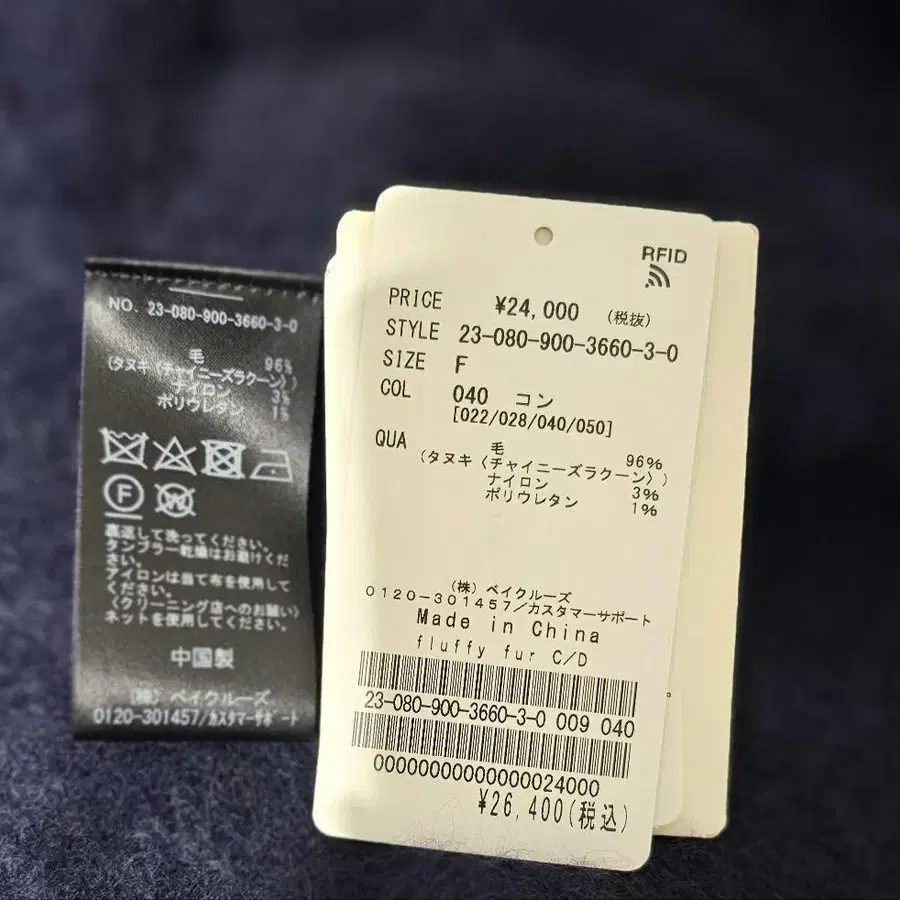 NO. 23-080-900-3660-3-0
毛 96%
(タヌキ〈チャイニーズラクーン〉)
ナイロン 3%
ポリウレタン 1%
F
W
裏返して洗ってください。
タンブラー乾燥はお避けくだ
さい。
アイロンは当て布を使用して
ください。
〈クリーニング店へのお願い〉
ネットを使用してください。
中国製
(株) ベイクルーズ
0120-301457/カスタマーサポート
RFID
PRICE ¥24,000 (税抜)
STYLE 23-080-900-3660-3-0
SIZE F
COL 040 コン
[022/028/040/050]
QUA 毛 96%
(タヌキ〈チャイニーズラクーン〉)
ナイロン 3%
ポリウレタン 1%
(株) ベイクルーズ
0120-301457/カスタマーサポート
Made in China
fluffy fur C/D
23-080-900-3660-3-0 009 040
00000000000000024000
¥26,400(税込)